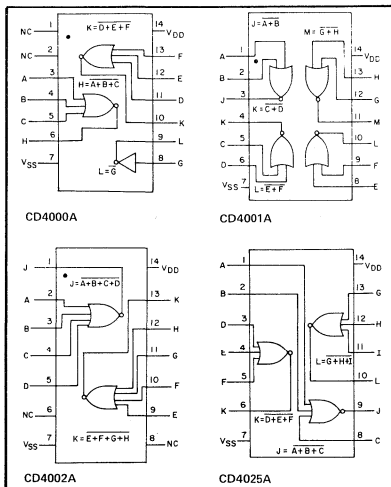 K=D+E+F
NC 1 14 VDD
NC 2 13 F
A 3 H=A+B+C 12 E
B 4 11 D
C 5 10 K
H 6 9 L
VSS 7 L=G 8 G
CD4000A
J=A+B M=G+H
A 1 14 VDD
B 2 13 H
J 3 12 G
K=C+D
K 4 11 M
C 5 10 L
D 6 9 F
VSS 7 L=E+F 8 E
CD4001A
J 1 14 VDD
J=A+B+C+D
A 2 13 K
B 3 12 H
C 4 11 G
D 5 10 F
NC 6 9 E
VSS 7 K=E+F+G+H 8 NC
CD4002A
A 1 14 VDD
B 2 13 G
D 3 12 H
E 4 L=G+H+I 11 I
F 5 10 L
K 6 K=D+E+F 9 J
VSS 7 J=A+B+C 8 C
CD4025A